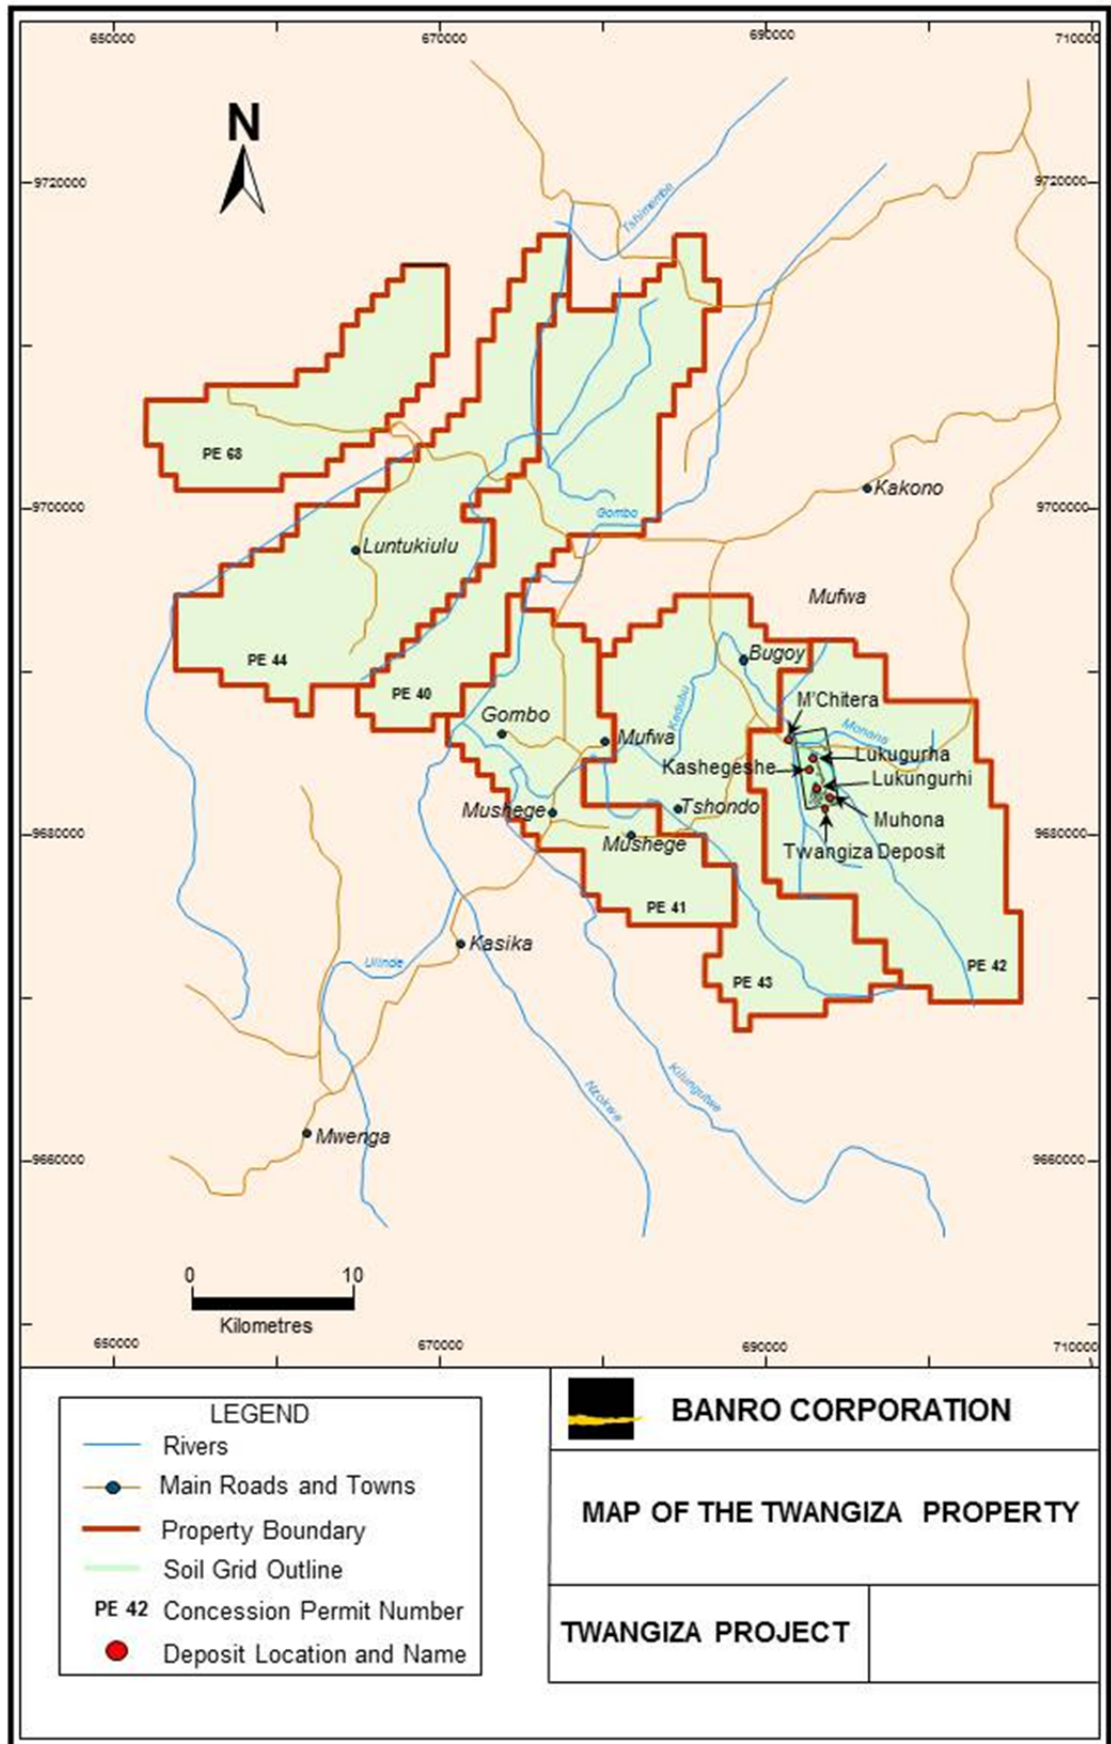 650000
670000
690000
710000
N
9720000
9720000
Tshimembe
PE 68
9700000
9700000
Kakono
Gombo
Luntukiulu
Mufwa
PE 44
Bugoy
PE 40
M'Chitera
Kadubu
Gombo
Monana
Mufwa
Lukugurha
Kashegeshe
Lukungurhi
Mushege
Tshondo
Muhona
9680000
9680000
Mushege
Twangiza Deposit
PE 41
Kasika
Ulinde
PE 43
PE 42
Nzokwe
Kilungutwe
Mwenga
9660000
9660000
0
10
Kilometres
650000
670000
690000
710000
LEGEND
Rivers
Main Roads and Towns
Property Boundary
Soil Grid Outline
PE 42 Concession Permit Number
Deposit Location and Name
BANRO CORPORATION
MAP OF THE TWANGIZA PROPERTY
TWANGIZA PROJECT